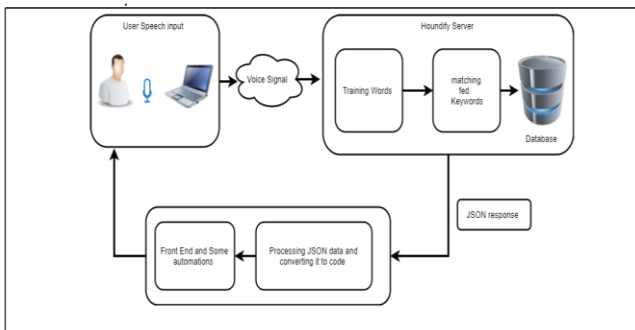 User Speech input
Houndify Server
Voice Signal
Training Words
matching
fed
Keywords
Database
JSON response
Front End and Some
automations
Processing JSON data and
converting it to code